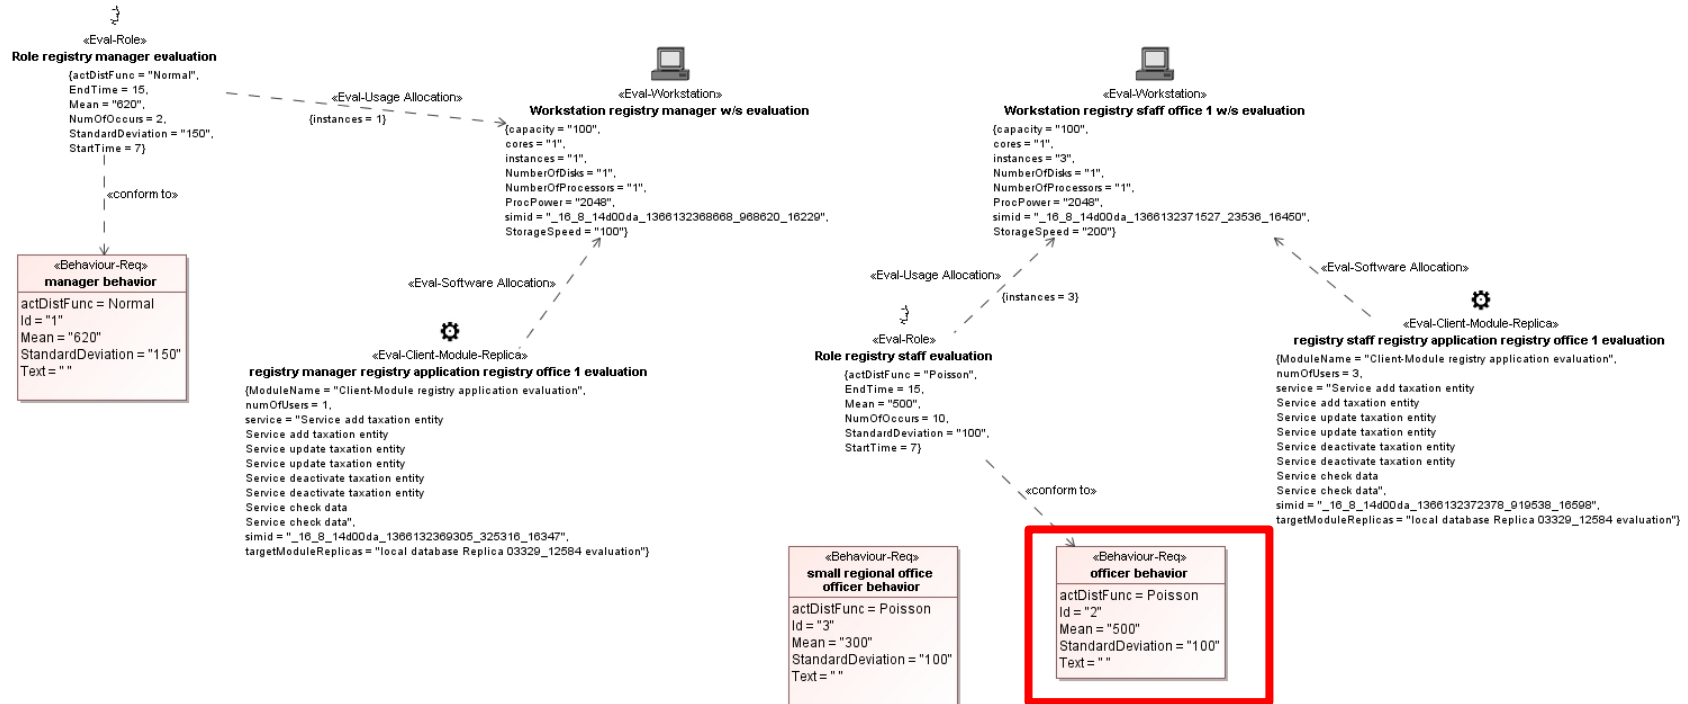 «Eval-Role»
Role registry manager evaluation
{actDistFunc = "Normal",
EndTime = 15,
Mean = "620",
NumOfOccurs = 2,
StandardDeviation = "150",
StartTime = 7}
«conform to»
«Behaviour-Req»
manager behavior
actDistFunc = Normal
Id = "1"
Mean = "620"
StandardDeviation = "150"
Text = " "
«Eval-Usage Allocation»
{instances = 1}
«Eval-Workstation»
Workstation registry manager w/s evaluation
{capacity = "100",
cores = "1",
instances = "1",
NumberOfDisks = "1",
NumberOfProcessors = "1",
ProcPower = "2048",
simid = "_16_8_14d00da_1366132368668_968620_16229",
StorageSpeed = "100"}
«Eval-Software Allocation»
«Eval-Client-Module-Replica»
registry manager registry application registry office 1 evaluation
{ModuleName = "Client-Module registry application evaluation",
numOfUsers = 1,
service = "Service add taxation entity
Service add taxation entity
Service update taxation entity
Service update taxation entity
Service deactivate taxation entity
Service deactivate taxation entity
Service check data
Service check data",
simid = "_16_8_14d00da_1366132369305_325316_16347",
targetModuleReplicas = "local database Replica 03329_12584 evaluation"}
«Eval-Workstation»
Workstation registry sfaff office 1 w/s evaluation
{capacity = "100",
cores = "1",
instances = "3",
NumberOfDisks = "1",
NumberOfProcessors = "1",
ProcPower = "2048",
simid = "_16_8_14d00da_1366132371527_23536_16450",
StorageSpeed = "200"}
«Eval-Usage Allocation»
{instances = 3}
«Eval-Role»
Role registry staff evaluation
{actDistFunc = "Poisson",
EndTime = 15,
Mean = "500",
NumOfOccurs = 10,
StandardDeviation = "100",
StartTime = 7}
«conform to»
«Eval-Software Allocation»
«Eval-Client-Module-Replica»
registry staff registry application registry office 1 evaluation
{ModuleName = "Client-Module registry application evaluation",
numOfUsers = 3,
service = "Service add taxation entity
Service add taxation entity
Service update taxation entity
Service update taxation entity
Service deactivate taxation entity
Service deactivate taxation entity
Service check data
Service check data",
simid = "_16_8_14d00da_1366132372378_919538_16598",
targetModuleReplicas = "local database Replica 03329_12584 evaluation"}
«Behaviour-Req»
small regional office
officer behavior
actDistFunc = Poisson
Id = "3"
Mean = "300"
StandardDeviation = "100"
Text = " "
«Behaviour-Req»
officer behavior
actDistFunc = Poisson
Id = "2"
Mean = "500"
StandardDeviation = "100"
Text = " "